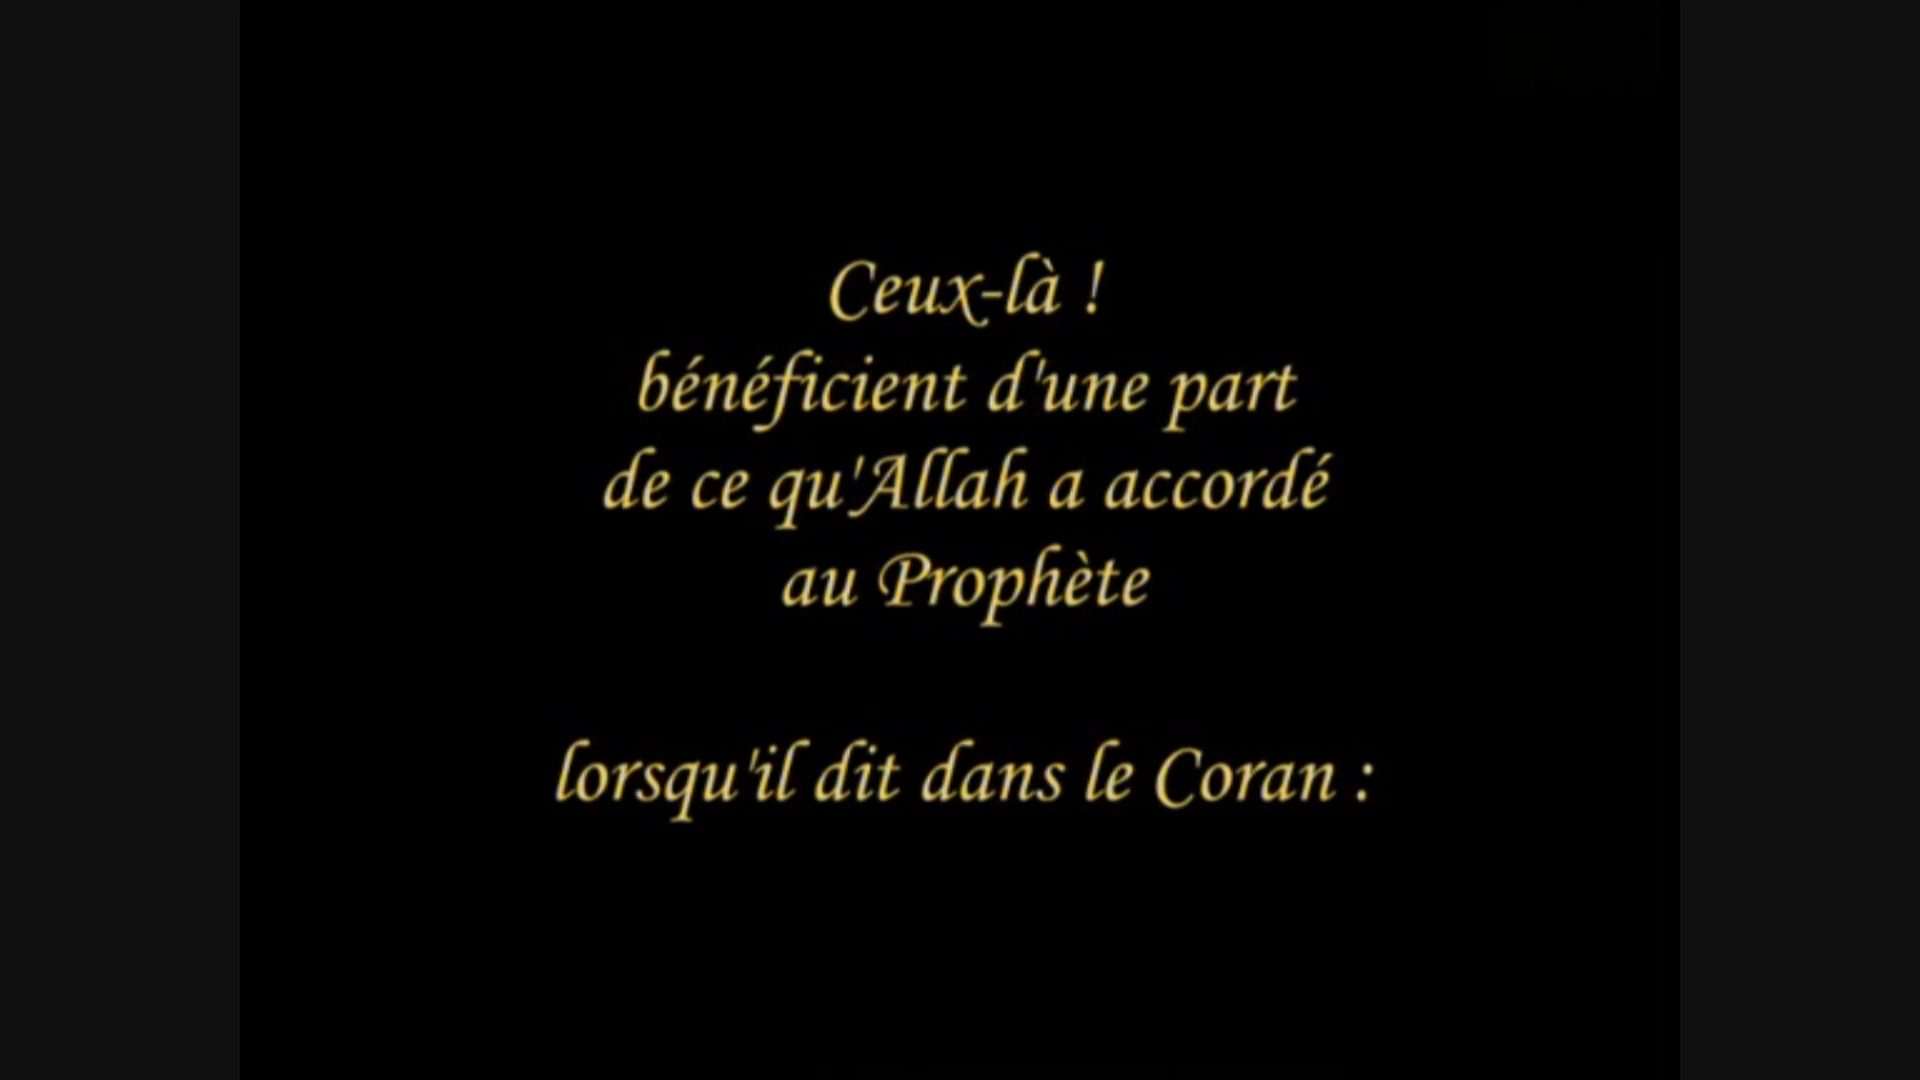 Ceux-là !
bénéficient d'une part
de ce qu'Allah a accordé
au Prophète
lorsqu'il dit dans le Coran :